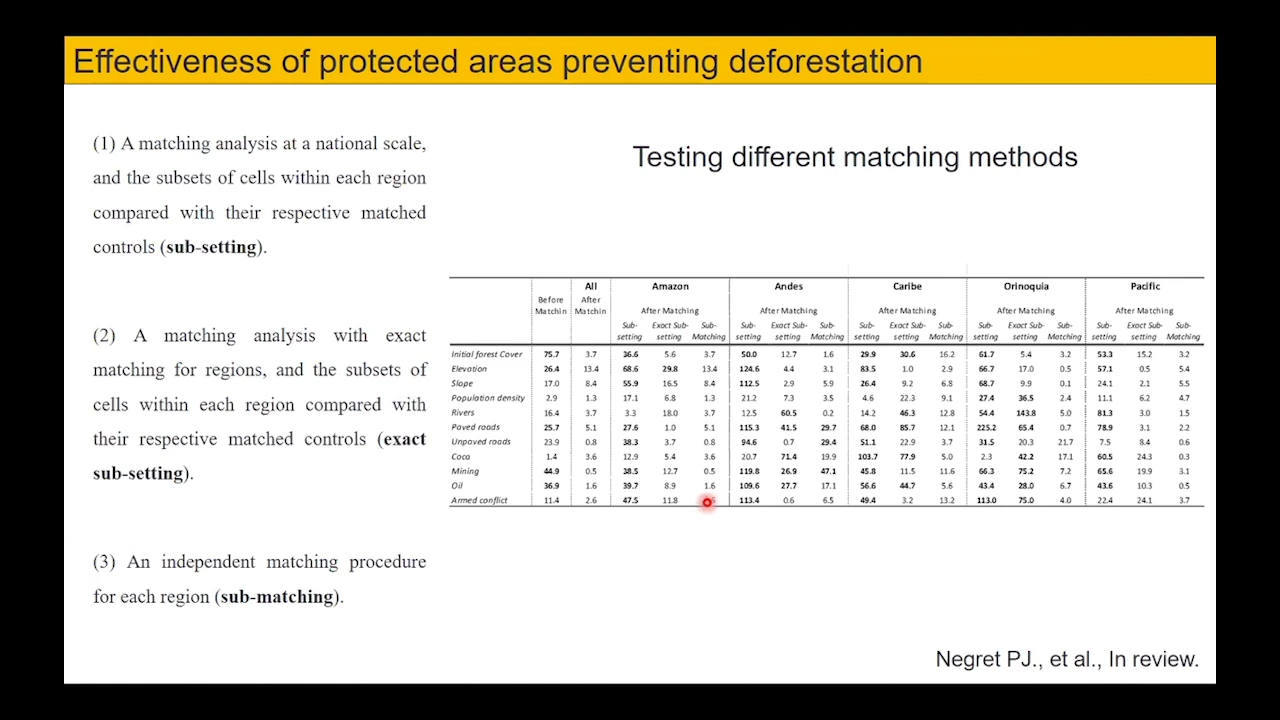 Effectiveness of protected areas preventing deforestation
(1) A matching analysis at a national scale,
and the subsets of cells within each region
compared with their respective matched
controls (sub-setting).
(2) A matching analysis with exact
matching for regions, and the subsets of
cells within each region compared with
their respective matched controls (exact
sub-setting).
(3) An independent matching procedure
for each region (sub-matching).
Testing different matching methods
All Amazon Andes Caribe Orinoquia Pacific
Before After After Matching After Matching After Matching After Matching After Matching
Matchin Matchin
Sub- Exact Sub- Sub- Sub- Exact Sub- Sub- Sub- Exact Sub- Sub- Sub- Exact Sub- Sub- Sub- Exact Sub- Sub-
setting setting Matching setting setting Matching setting setting Matching setting setting Matching setting setting Matching
Initial forest Cover 75.7 3.7 36.6 5.6 3.7 50.0 12.7 1.6 29.9 30.6 16.2 61.7 5.4 3.2 53.3 15.2 3.2
Elevation 26.4 13.4 68.6 29.8 13.4 124.6 4.4 3.1 83.5 1.0 2.9 66.7 17.0 0.5 57.1 0.5 5.4
Slope 17.0 8.4 55.9 16.5 8.4 112.5 2.9 5.9 26.4 9.2 6.8 68.7 9.9 0.1 24.1 2.1 5.5
Population density 2.9 1.3 17.1 6.8 1.3 21.2 7.3 3.5 4.6 22.3 9.1 27.4 36.5 2.4 11.1 6.2 4.7
Rivers 16.4 3.7 3.3 18.0 3.7 12.5 60.5 0.2 14.2 46.3 12.8 54.4 143.8 5.0 81.3 3.0 1.5
Paved roads 25.7 5.1 27.6 1.0 5.1 115.3 41.5 29.7 68.0 85.7 12.1 225.2 65.4 0.7 78.9 3.1 2.2
Unpaved roads 23.9 0.8 38.3 3.7 0.8 94.6 0.7 29.4 51.1 22.9 3.7 31.5 20.3 21.7 7.5 8.4 0.6
Coca 1.4 3.6 12.9 5.4 3.6 20.7 71.4 19.9 103.7 77.9 5.0 2.3 42.2 17.1 60.5 24.3 0.3
Mining 44.9 0.5 38.5 12.7 0.5 119.8 26.9 47.1 45.8 11.5 11.6 66.3 75.2 7.2 65.6 19.9 3.1
Oil 36.9 1.6 39.7 8.9 1.6 109.6 27.7 17.1 56.6 44.7 5.6 43.4 28.0 6.7 43.6 10.3 0.5
Armed conflict 11.4 2.6 47.5 11.8 113.4 0.6 6.5 49.4 3.2 13.2 113.0 75.0 4.0 22.4 24.1 3.7
Negret PJ., et al., In review.